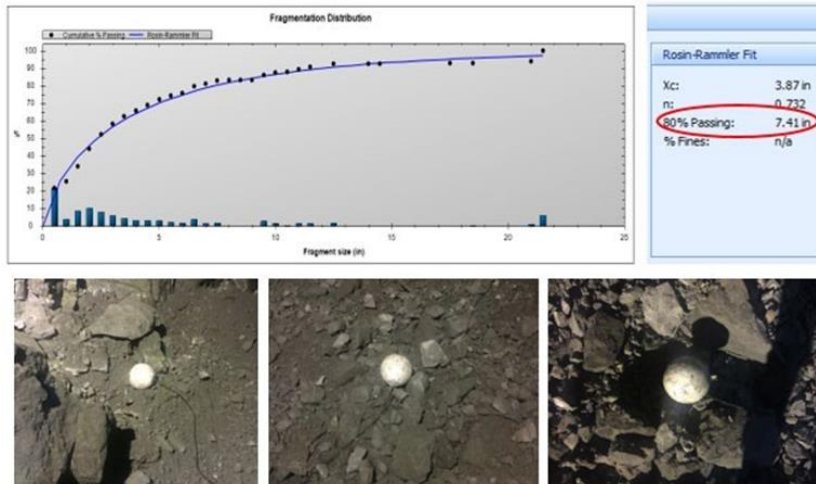 Fragmentation Distribution
Cumulative % Passing Rosin-Rammler Fit
100
90
80
70
60
50
40
30
20
10
0
%
0 5 10 15 20 25
Fragment size (in)
Rosin-Rammler Fit
Xc: 3.87 in
n: 0.732
80% Passing: 7.41 in
% Fines: n/a